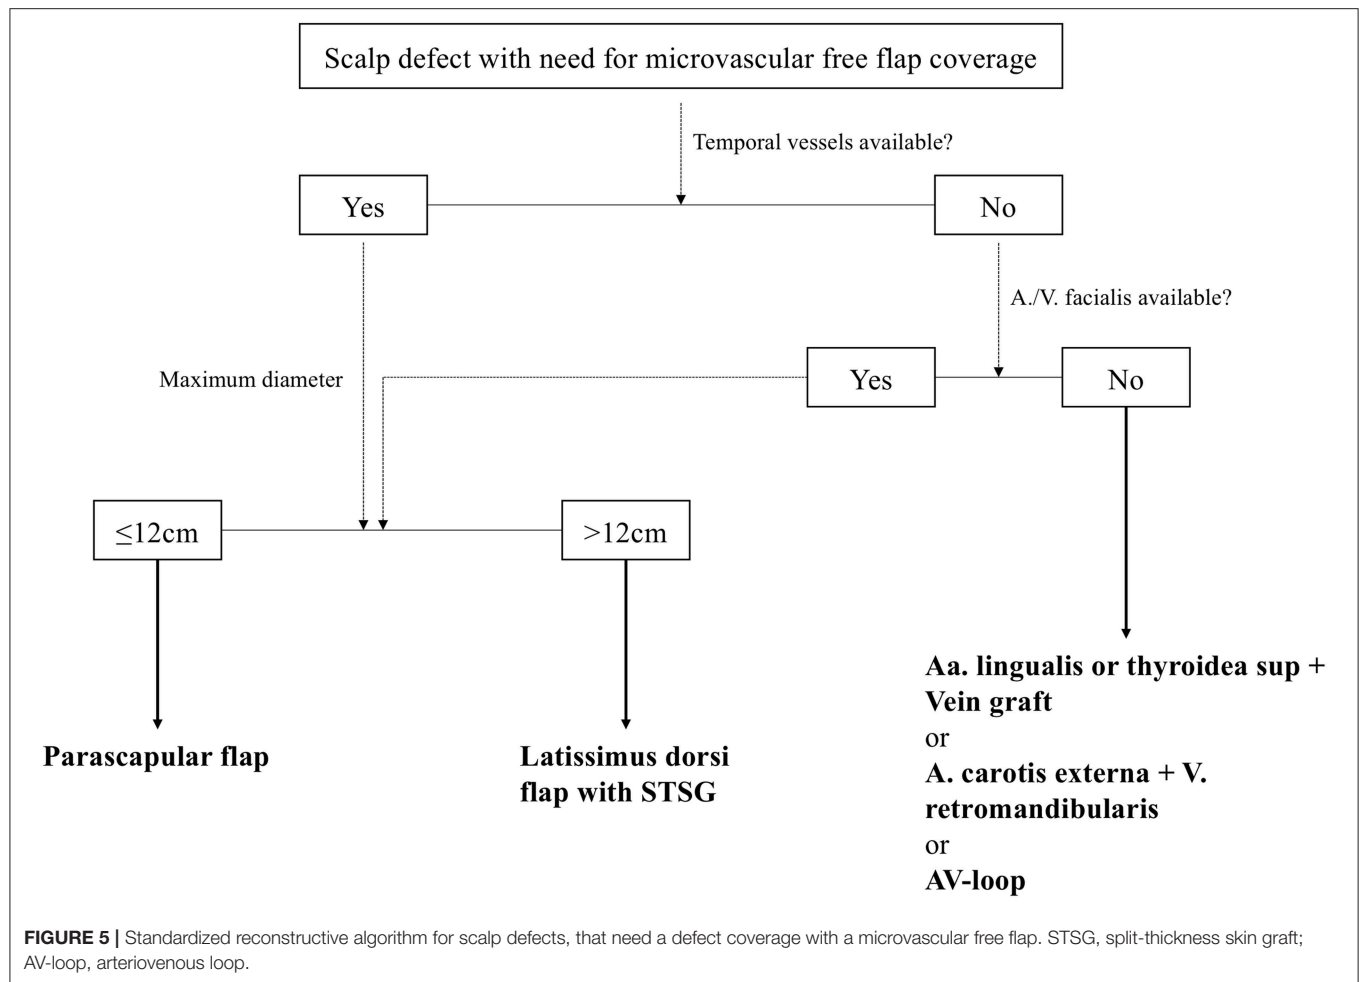 Scalp defect with need for microvascular free flap coverage
Temporal vessels available?
Yes
No
A./V. facialis available?
Maximum diameter
Yes
No
≤12cm
>12cm
Parascapular flap
Latissimus dorsi
flap with STSG
Aa. lingualis or thyroidea sup +
Vein graft
or
A. carotis externa + V.
retromandibularis
or
AV-loop
FIGURE 5 | Standardized reconstructive algorithm for scalp defects, that need a defect coverage with a microvascular free flap. STSG, split-thickness skin graft;
AV-loop, arteriovenous loop.